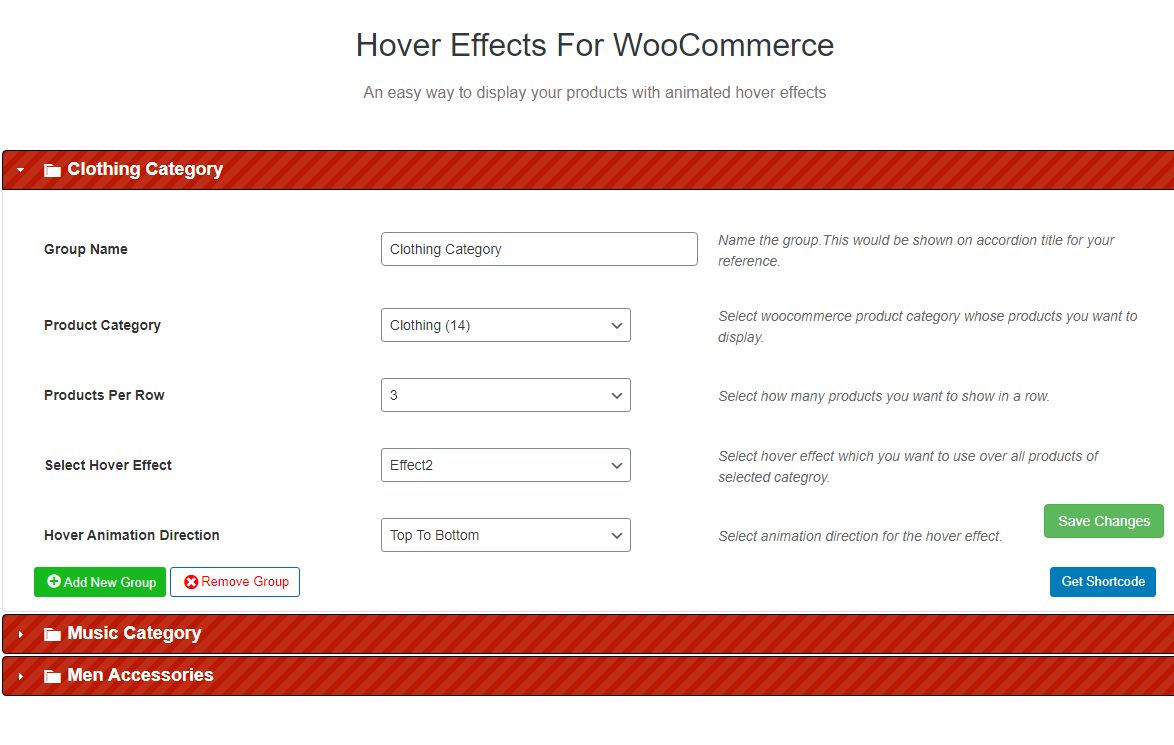 Hover Effects For WooCommerce
An easy way to display your products with animated hover effects
Clothing Category
Group Name
Clothing Category
Name the group.This would be shown on accordion title for your
reference.
Product Category
Clothing (14)
Select woocommerce product category whose products you want to
display.
Products Per Row
3
Select how many products you want to show in a row.
Select Hover Effect
Effect2
Select hover effect which you want to use over all products of
selected categroy.
Hover Animation Direction
Top To Bottom
Select animation direction for the hover effect.
Save Changes
Add New Group
Remove Group
Get Shortcode
Music Category
Men Accessories